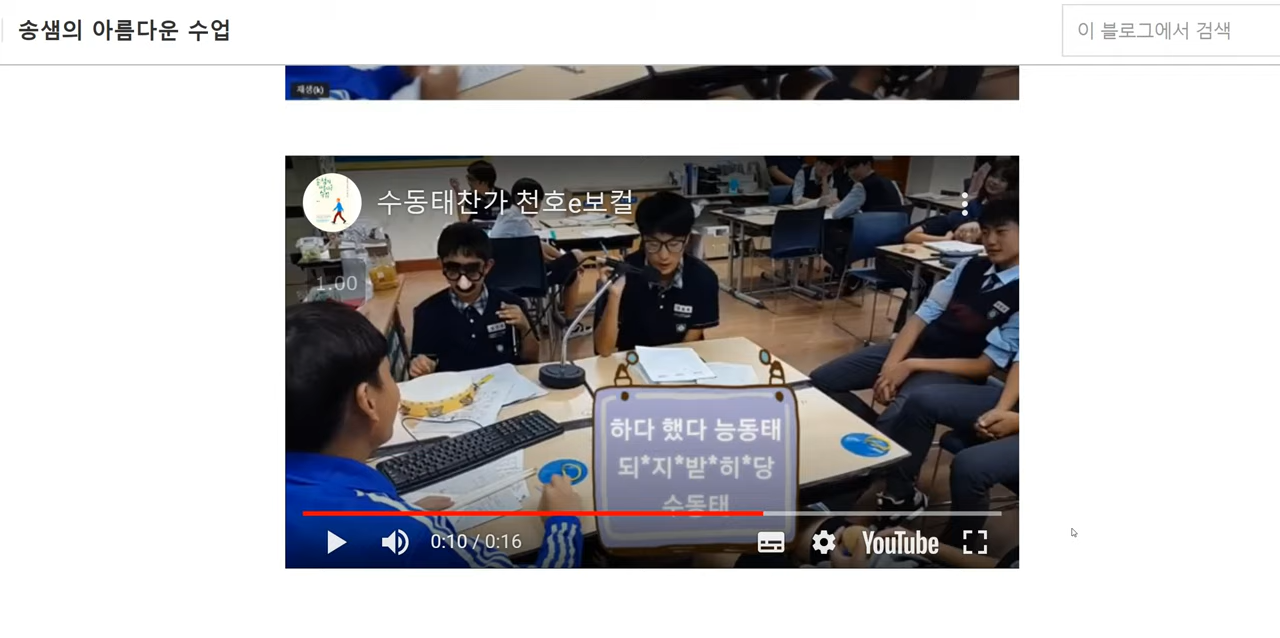 송샘의 아름다운 수업
이 블로그에서 검색
재생(k)
수동태찬가 천호e보컬
1.00
하다 했다 능동태
되*지*받*히*당
수동태
0:10 / 0:16
YouTube